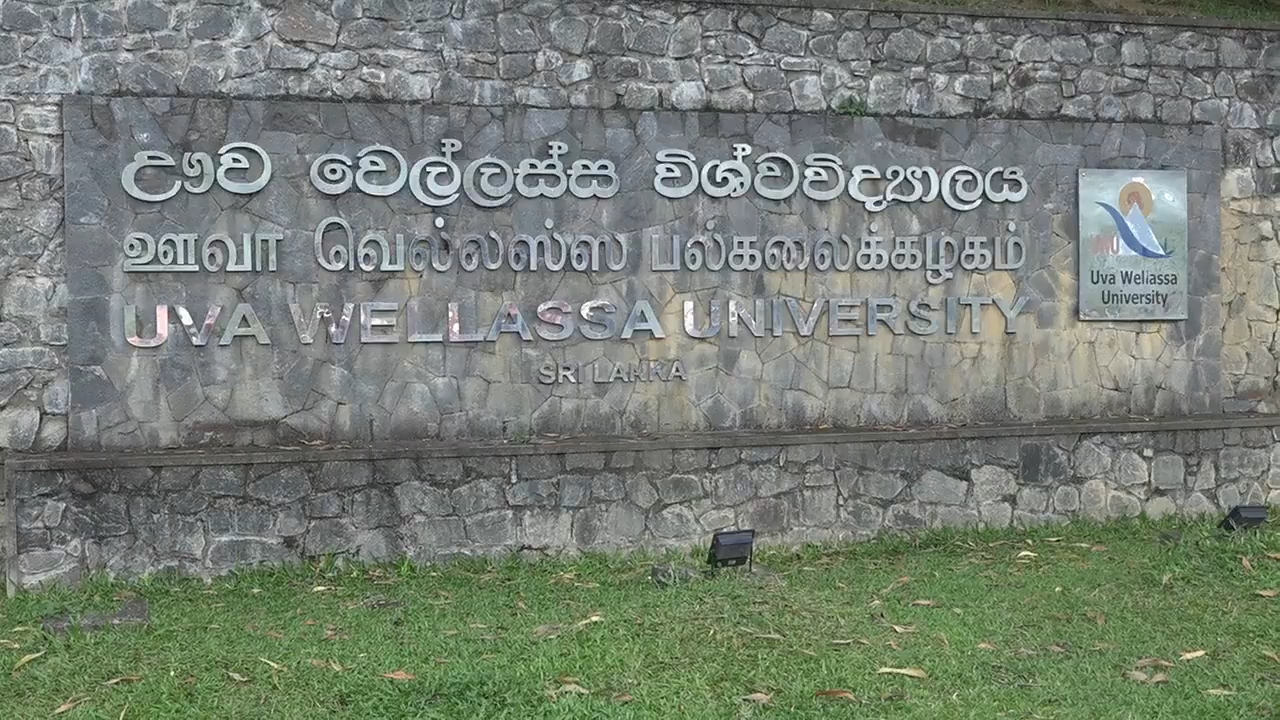 ඌව වෙල්ලස්ස විශ්වවිද්‍යාලය
ஊவா வெல்லஸ்ஸ பல்கலைக்கழகம்
UVA WELLASSA UNIVERSITY
SRI LANKA
Uva Wellassa
University